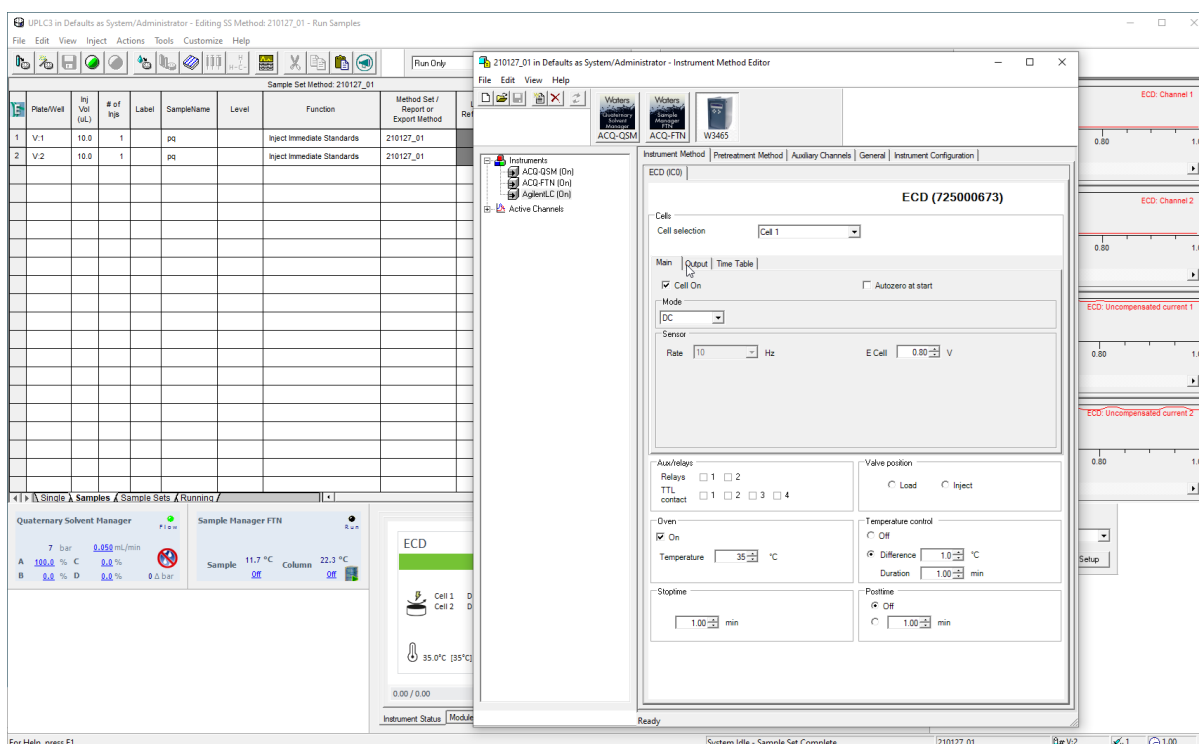 UPLC3 in Defaults as System/Administrator - Editing SS Method: 210127_01 - Run Samples
File Edit View Inject Actions Tools Customize Help
Run Only
Sample Set Method: 210127_01
Plate/Well Inj Vol (uL) # of Injs Label SampleName Level Function Method Set / Report or Export Method
1 V:1 10.0 1 pq Inject Immediate Standards 210127_01
2 V:2 10.0 1 pq Inject Immediate Standards 210127_01
Single Samples Sample Sets Running
Quaternary Solvent Manager Flow
7 bar 0.050 mL/min
A 100.0 % C 0.0 %
B 0.0 % D 0.0 % 0 Δ bar
Sample Manager FTN Run
Sample 11.7 °C Column 22.3 °C
Off Off
ECD
Cell 1 D
Cell 2 D
35.0°C [35°C]
0.00 / 0.00
Instrument Status Module
210127_01 in Defaults as System/Administrator - Instrument Method Editor
File Edit View Help
Waters Quaternary Solvent Manager ACQ-QSM
Waters Sample Manager FTN ACQ-FTN
W3465
Instruments
ACQ-QSM (On)
ACQ-FTN (On)
AgilentLC (On)
Active Channels
Instrument Method Pretreatment Method Auxiliary Channels General Instrument Configuration
ECD (IC0)
ECD (725000673)
Cells
Cell selection Cell 1
Main Output Time Table
Cell On Autozero at start
Mode
DC
Sensor
Rate 10 Hz E Cell 0.80 V
Aux/relays
Relays 1 2
TTL contact 1 2 3 4
Valve position
Load Inject
Oven
On
Temperature 35 °C
Temperature control
Off
Difference 1.0 °C
Duration 1.00 min
Stoptime
1.00 min
Posttime
Off
1.00 min
Ready
ECD: Channel 1
0.80 1.
ECD: Channel 2
0.80 1.
ECD: Uncompensated current 1
0.80 1.
ECD: Uncompensated current 2
0.80 1.
Setup
For Help, press F1 System Idle - Sample Set Complete 210127_01 V:2 1 1.00